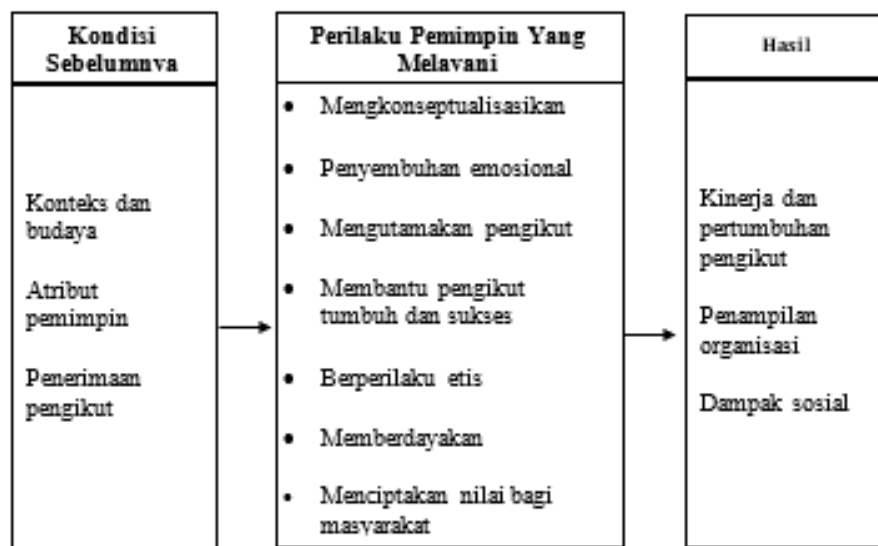 Kondisi
Sebelumnya
Konteks dan
budaya
Atribut
pemimpin
Penerimaan
pengikut
Perilaku Pemimpin Yang
Melayani
• Mengkonseptualisasikan
• Penyembuhan emosional
• Mengutamakan pengikut
• Membantu pengikut
tumbuh dan sukses
• Berperilaku etis
• Memberdayakan
• Menciptakan nilai bagi
masyarakat
Hasil
Kinerja dan
pertumbuhan
pengikut
Penampilan
organisasi
Dampak sosial